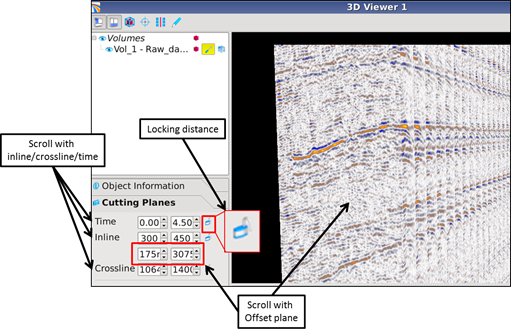 3D Viewer 1
Volumes
Vol_1 - Raw_da...
Locking distance
Scroll with
inline/crossline/time
Object Information
Cutting Planes
Time 0.00 4.50
Inline 300 450
175r 3075
Crossline 1064 1400
Scroll with
Offset plane